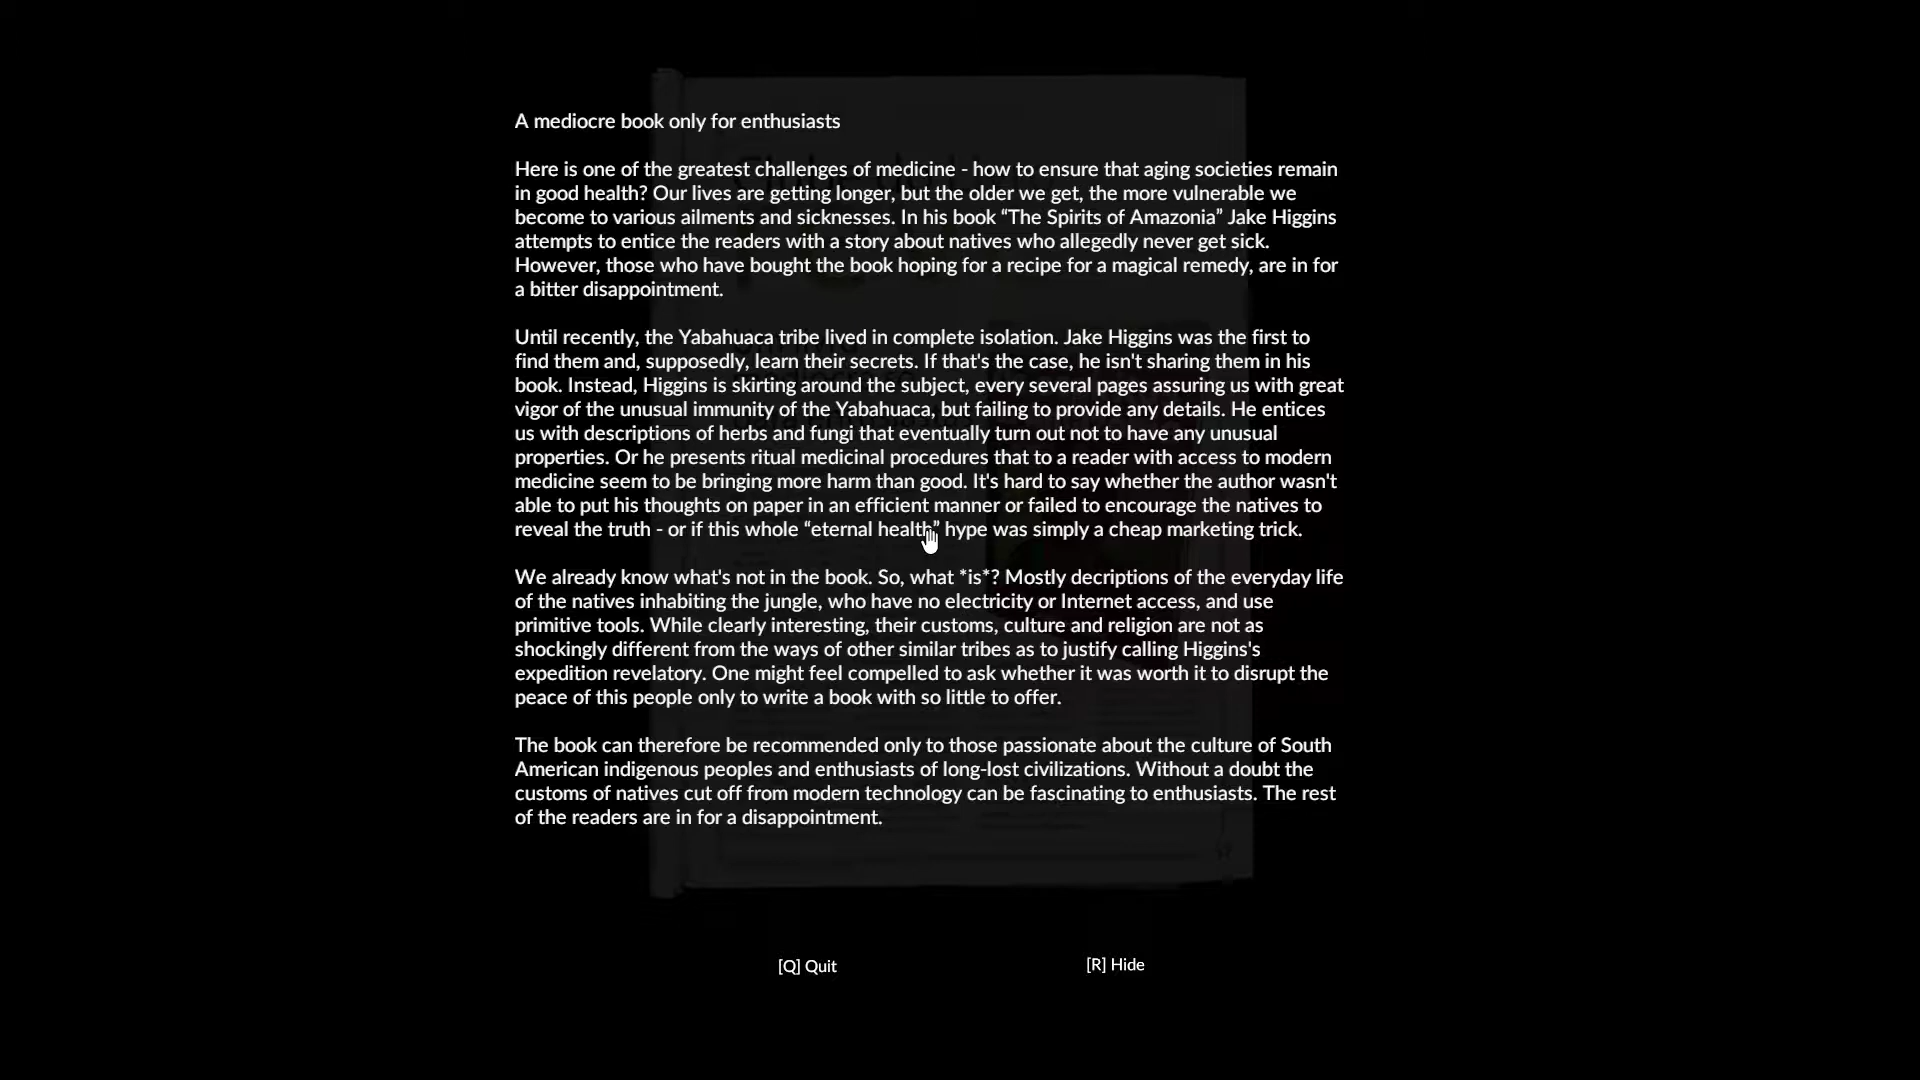 A mediocre book only for enthusiasts
Here is one of the greatest challenges of medicine - how to ensure that aging societies remain
in good health? Our lives are getting longer, but the older we get, the more vulnerable we
become to various ailments and sicknesses. In his book “The Spirits of Amazonia” Jake Higgins
attempts to entice the readers with a story about natives who allegedly never get sick.
However, those who have bought the book hoping for a recipe for a magical remedy, are in for
a bitter disappointment.
Until recently, the Yabahuaca tribe lived in complete isolation. Jake Higgins was the first to
find them and, supposedly, learn their secrets. If that's the case, he isn't sharing them in his
book. Instead, Higgins is skirting around the subject, every several pages assuring us with great
vigor of the unusual immunity of the Yabahuaca, but failing to provide any details. He entices
us with descriptions of herbs and fungi that eventually turn out not to have any unusual
properties. Or he presents ritual medicinal procedures that to a reader with access to modern
medicine seem to be bringing more harm than good. It's hard to say whether the author wasn't
able to put his thoughts on paper in an efficient manner or failed to encourage the natives to
reveal the truth - or if this whole “eternal health” hype was simply a cheap marketing trick.
We already know what's not in the book. So, what *is*? Mostly decriptions of the everyday life
of the natives inhabiting the jungle, who have no electricity or Internet access, and use
primitive tools. While clearly interesting, their customs, culture and religion are not as
shockingly different from the ways of other similar tribes as to justify calling Higgins's
expedition revelatory. One might feel compelled to ask whether it was worth it to disrupt the
peace of this people only to write a book with so little to offer.
The book can therefore be recommended only to those passionate about the culture of South
American indigenous peoples and enthusiasts of long-lost civilizations. Without a doubt the
customs of natives cut off from modern technology can be fascinating to enthusiasts. The rest
of the readers are in for a disappointment.
[Q] Quit
[R] Hide